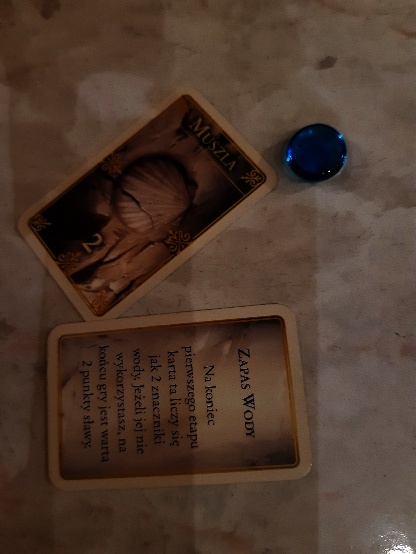 Muszla
2
Zapas Wody
Na koniec
pierwszego etapu
karta ta liczy się
jak 2 znaczniki
wody. Jeżeli jej nie
wykorzystasz, na
końcu gry jest warta
2 punkty sławy.